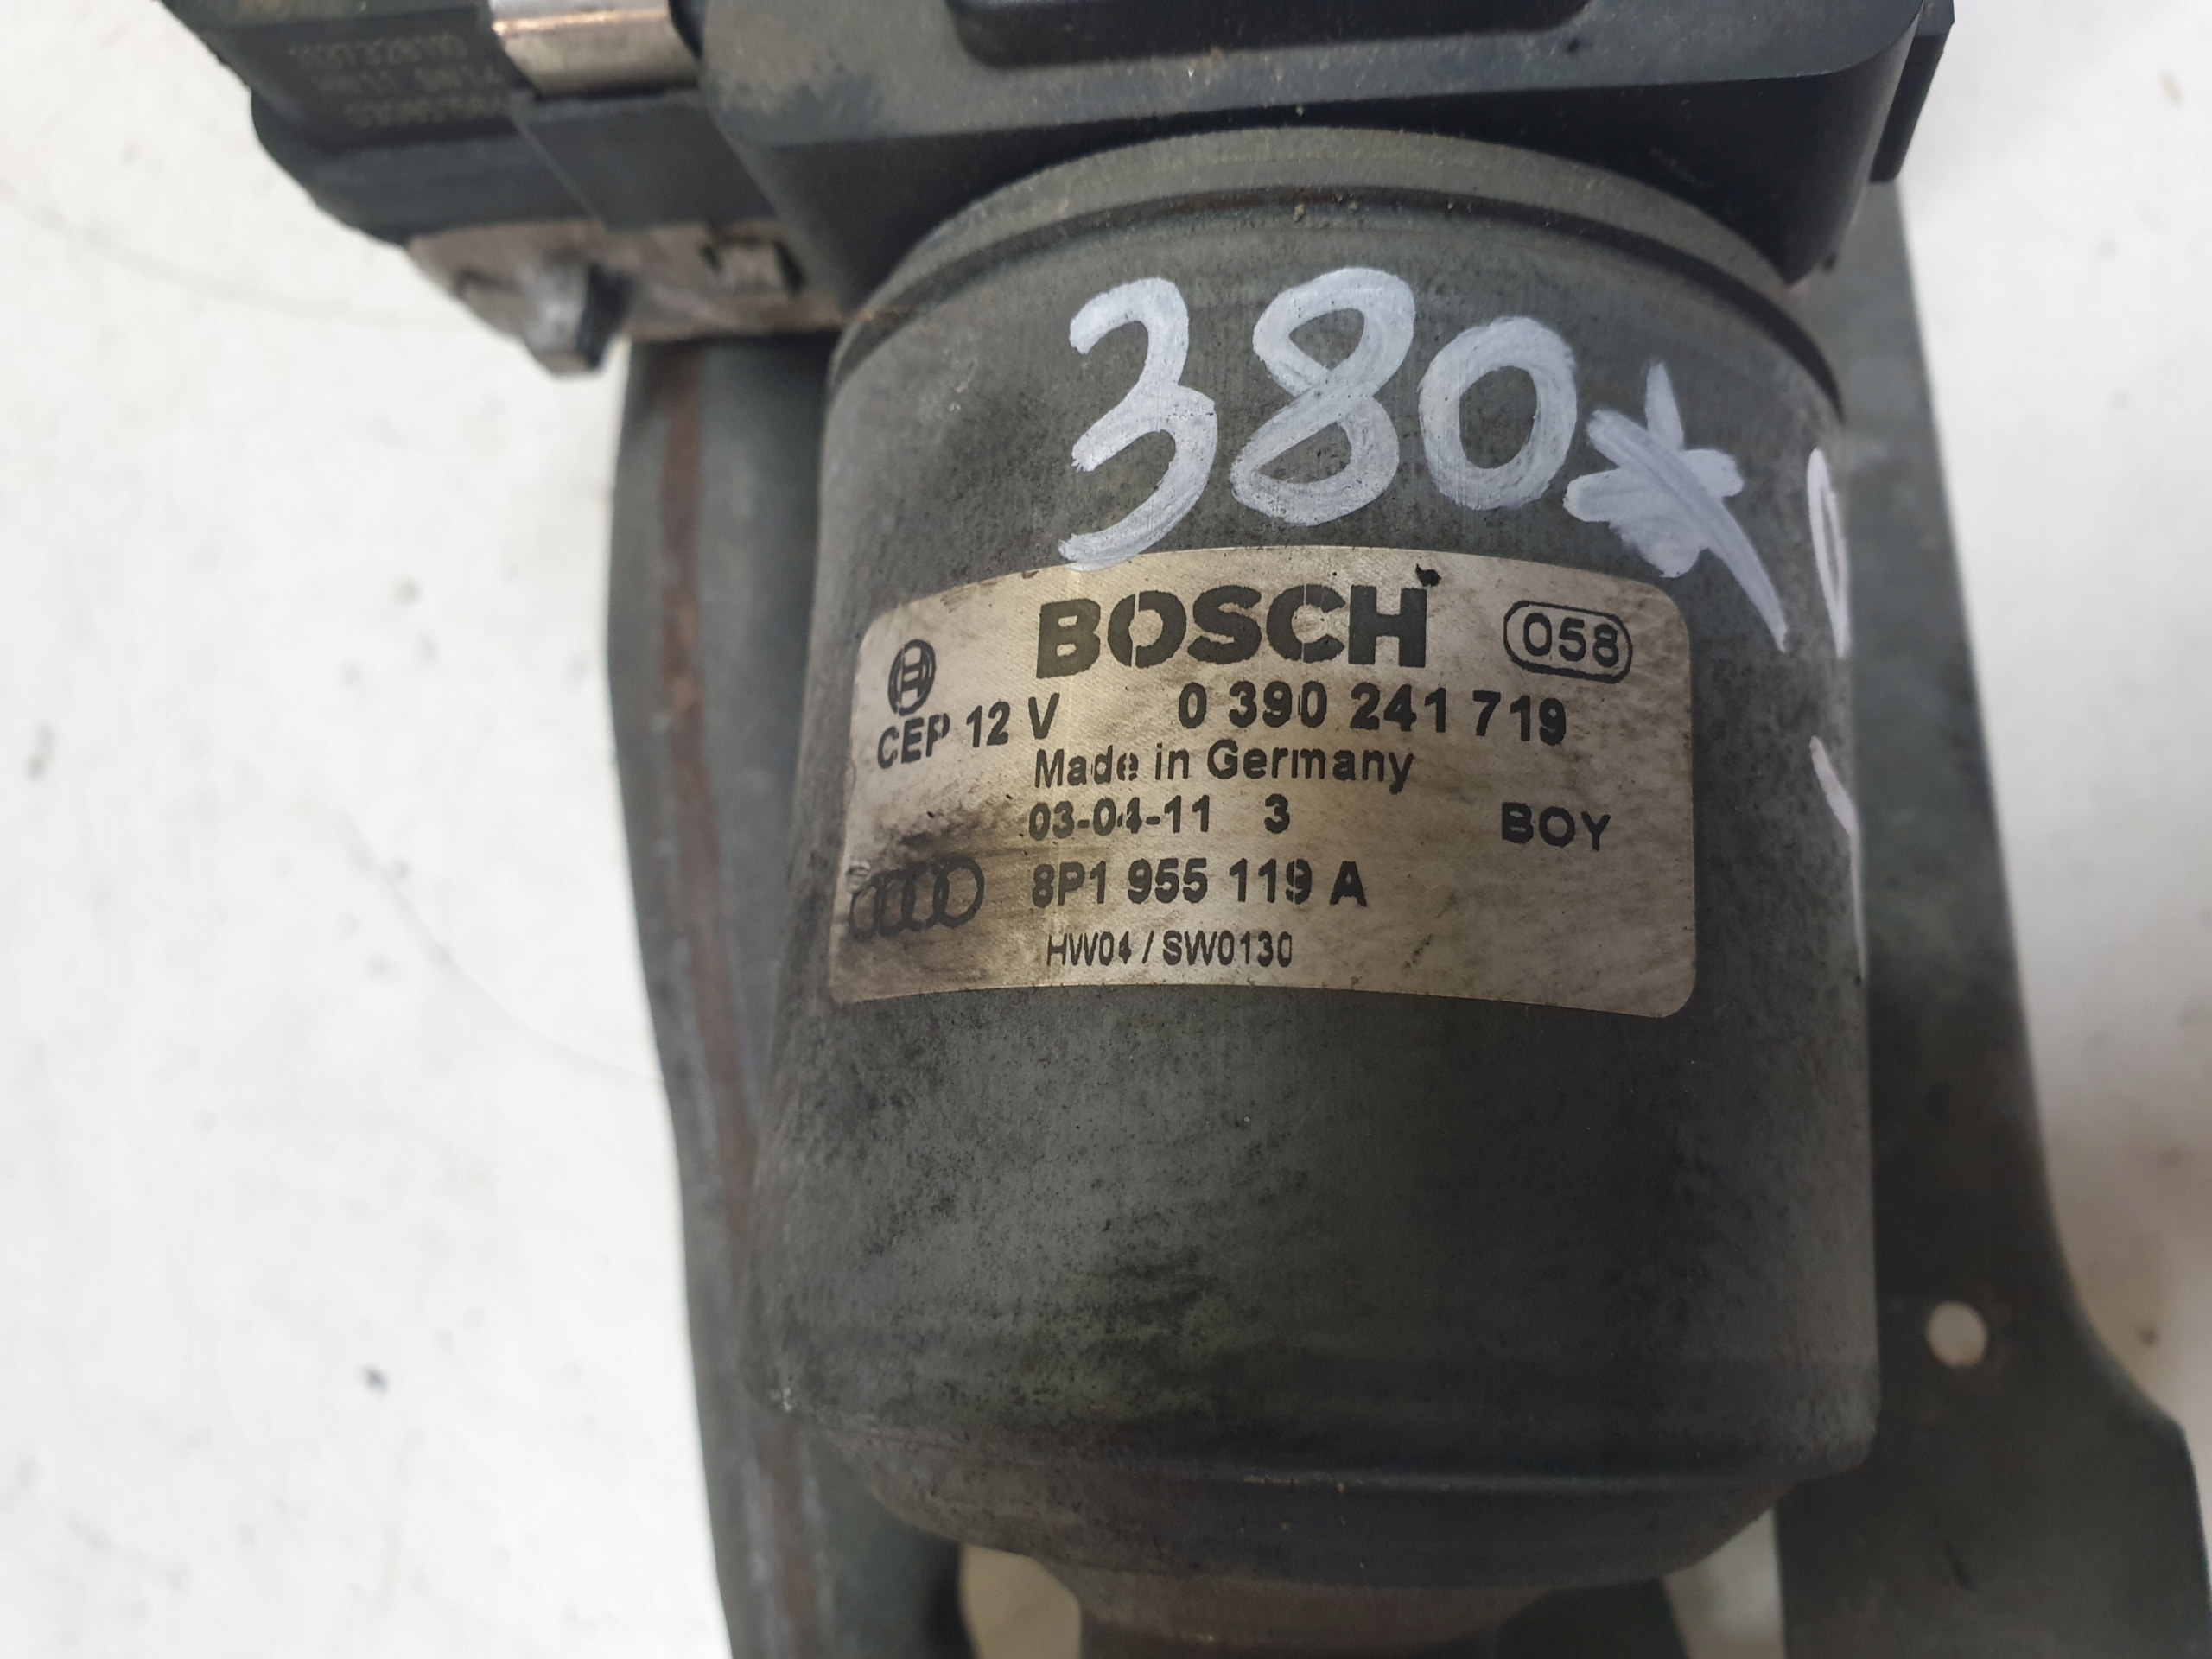 380*
BOSCH 058
CEP 12 V 0 390 241 719
Made in Germany
03-04-11 3 BOY
8P1 955 119 A
HW04 / SW0130